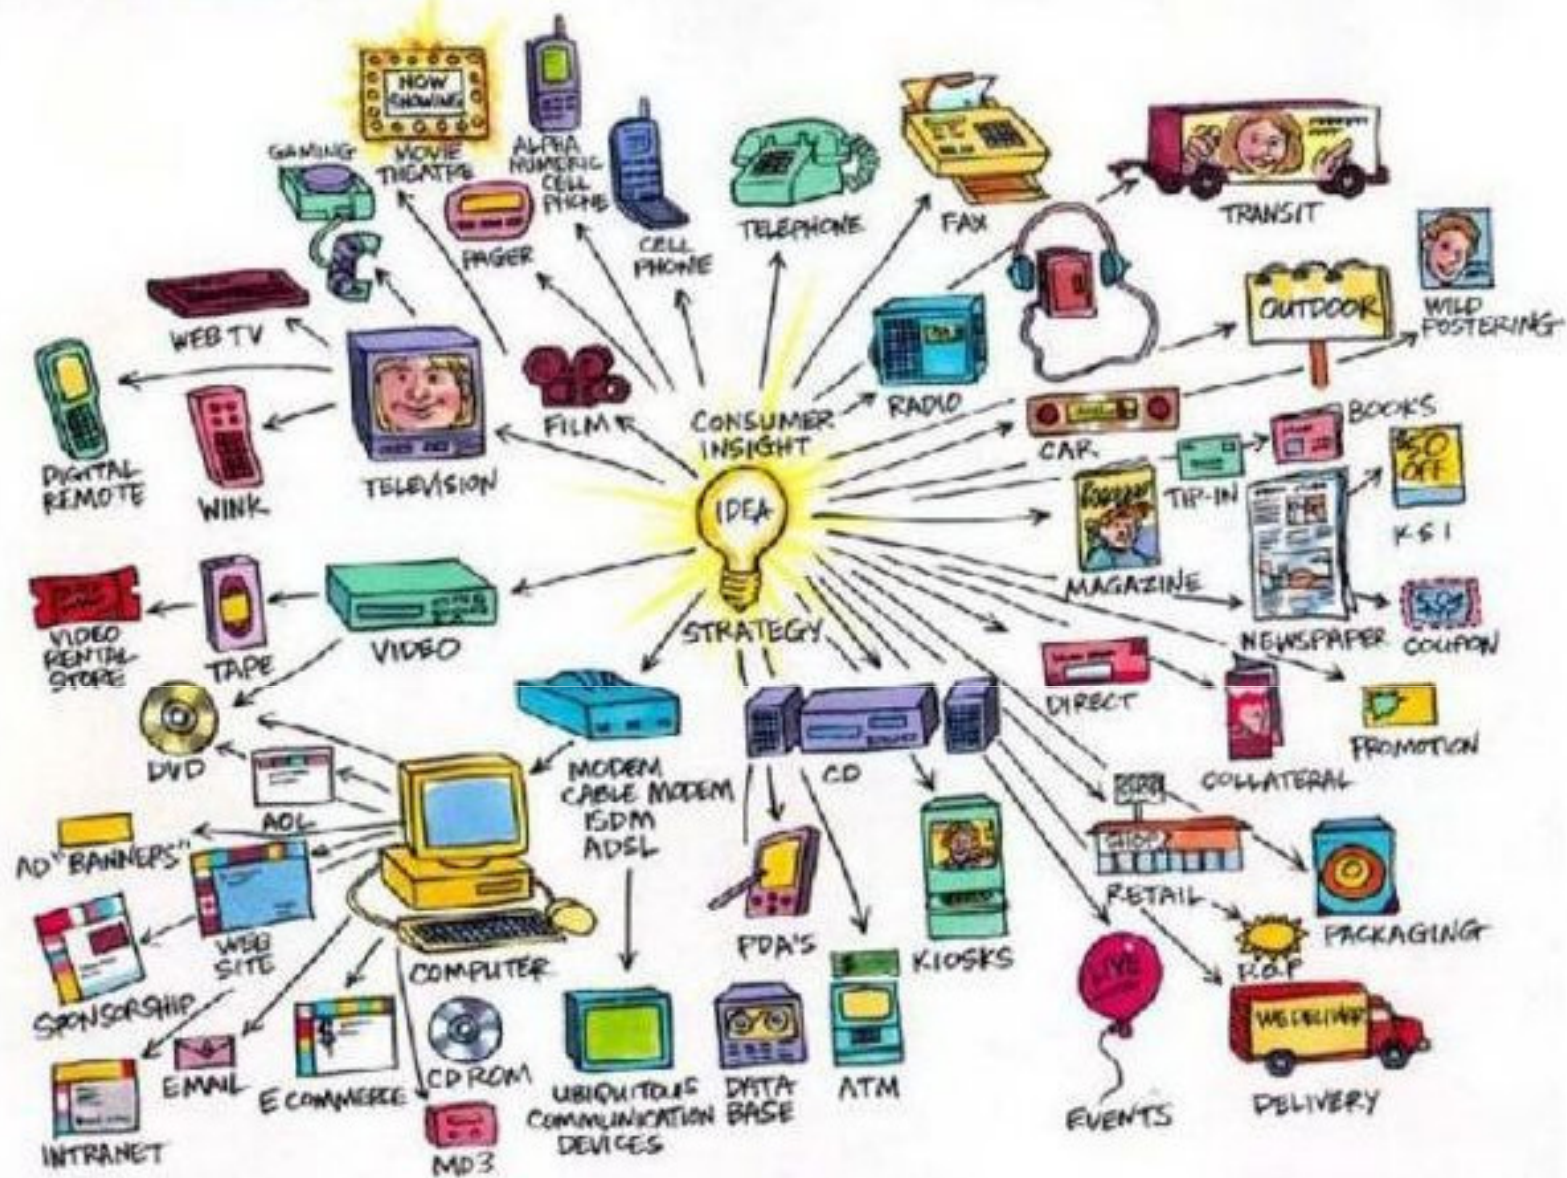 NOW
SHOWING
MOVIE
THEATRE
GAMING
ALPHA
NUMERIC
CELL
PHONE
PAGER
CELL
PHONE
TELEPHONE
FAX
TRANSIT
WEB TV
OUTDOOR
WILD
POSTERING
DIGITAL
REMOTE
WINK
TELEVISION
FILM
CONSUMER
INSIGHT
RADIO
CAR
BOOKS
TIP-IN
$50
OFF
KSI
IDEA
MAGAZINE
NEWSPAPER
COUPON
STRATEGY
VIDEO
RENTAL
STORE
TAPE
VIDEO
DIRECT
COLLATERAL
PROMOTION
DVD
MODEM
CABLE MODEM
ISDM
ADSL
CD
AOL
AD "BANNERS"
SHOP
RETAIL
PACKAGING
P.O.P
WEB
SITE
COMPUTER
PDA'S
KIOSKS
LIVE
SPONSORSHIP
WE DELIVER
INTRANET
EMAIL
E COMMERCE
CD ROM
MD3
UBIQUITOUS
COMMUNICATION
DEVICES
DATA
BASE
ATM
EVENTS
DELIVERY